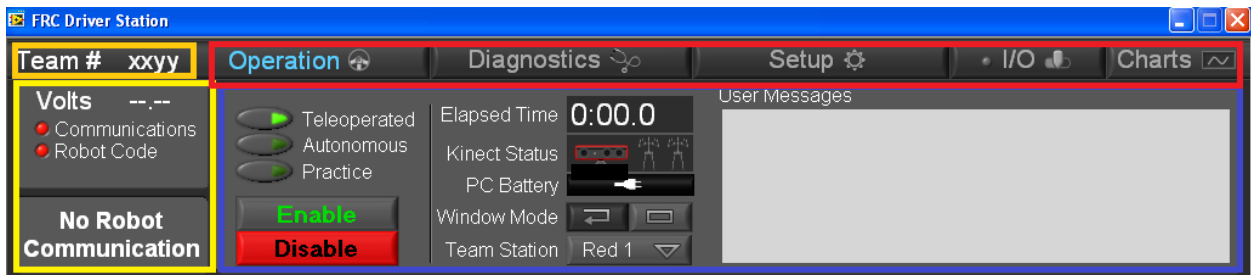 FRC Driver Station
Team # xxyy
Operation
Diagnostics
Setup
I/O
Charts
Volts --.--
Communications
Robot Code
No Robot
Communication
Teleoperated
Autonomous
Practice
Enable
Disable
Elapsed Time 0:00.0
Kinect Status
PC Battery
Window Mode
Team Station Red 1
User Messages